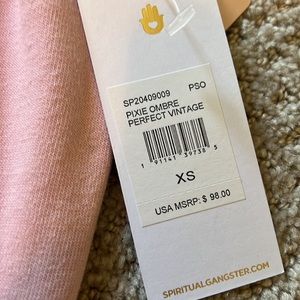 SP20409009 PSO
PIXIE OMBRE
PERFECT VINTAGE
1 91141 39738 5
XS
USA MSRP: $ 98.00
SPIRITUALGANGSTER.COM